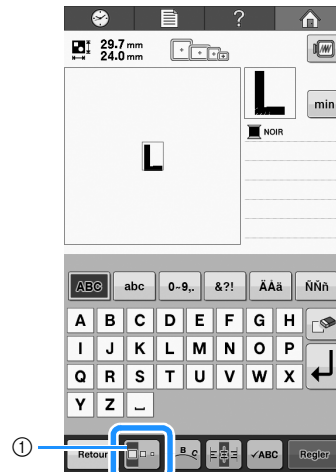 ?
29.7 mm
24.0 mm
L
min
NOIR
L
ABC abc 0~9,. &?! ÄÀä ÑÑñ
A B C D E F G H
I J K L M N O P
Q R S T U V W X
Y Z
① Retour B C ✓ABC Regler